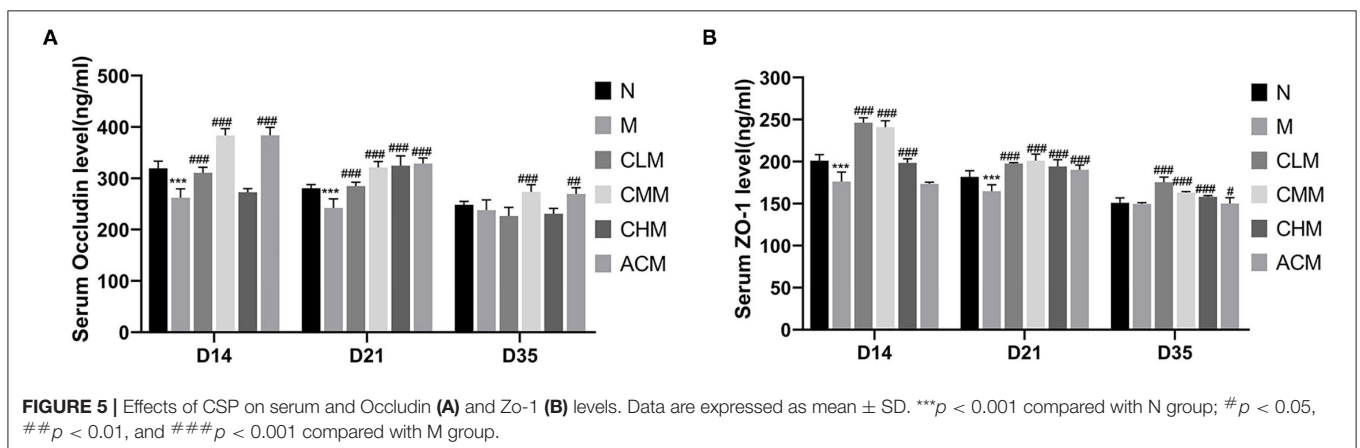 A
Serum Occludin level(ng/ml)
500
400
300
200
100
0
***
###
###
###
***
###
###
###
###
###
##
D14
D21
D35
N
M
CLM
CMM
CHM
ACM
B
Serum ZO-1 level(ng/ml)
300
250
200
150
100
50
0
***
###
###
###
***
###
###
###
###
###
###
###
#
D14
D21
D35
N
M
CLM
CMM
CHM
ACM
FIGURE 5 | Effects of CSP on serum and Occludin (A) and Zo-1 (B) levels. Data are expressed as mean ± SD. ***p < 0.001 compared with N group; #p < 0.05,
##p < 0.01, and ###p < 0.001 compared with M group.